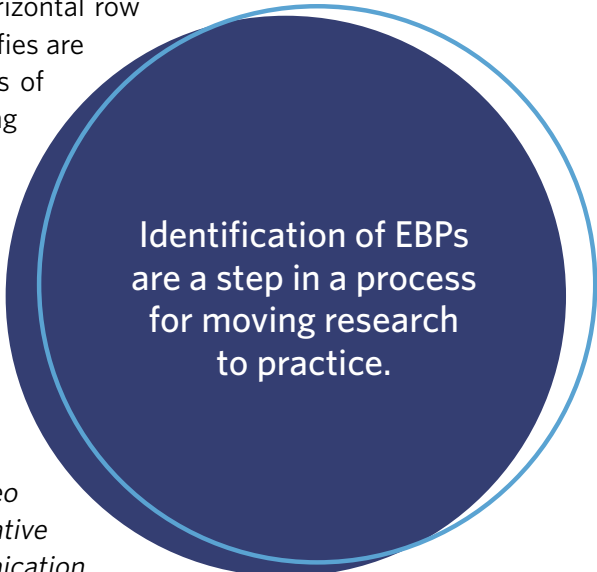 rizontal row
fies are
s of
g
Identification of EBPs
are a step in a process
for moving research
to practice.
eo
ative
nication